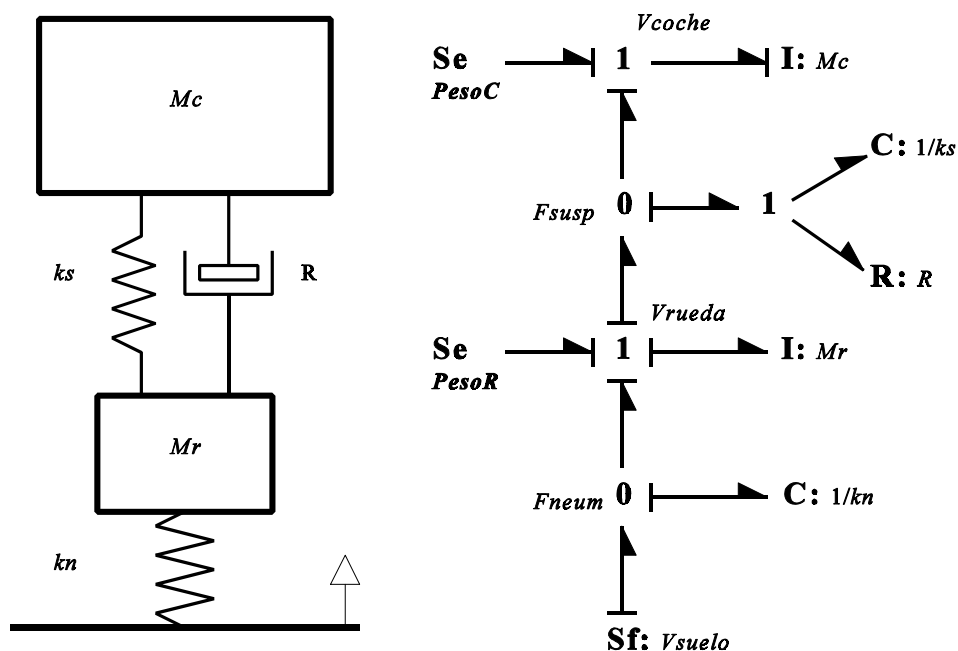 Mc
ks
R
Mr
kn
Vcoche
Se 1 I: Mc
PesoC
C: 1/ks
Fsusp 0 1
R: R
Vrueda
Se 1 I: Mr
PesoR
Fneum 0 C: 1/kn
Sf: Vsuelo